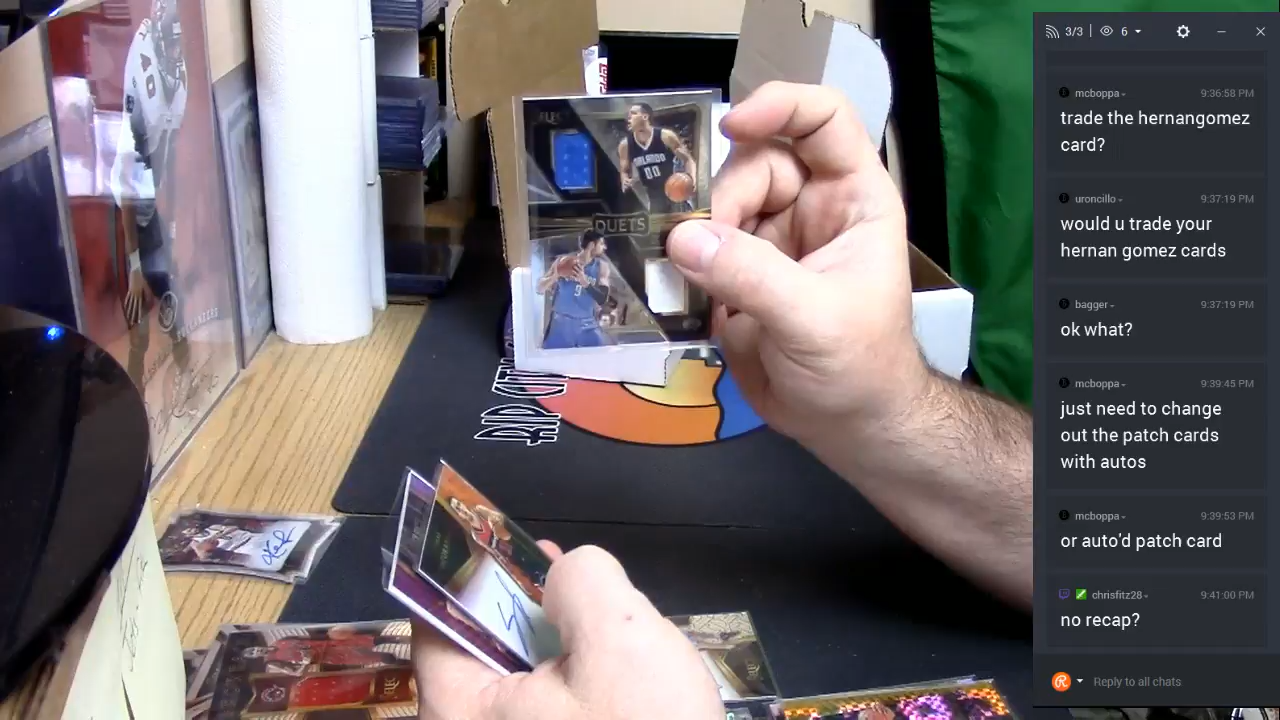 3/3
6
mcboppa
9:36:58 PM
trade the hernangomez
card?
uroncillo
9:37:19 PM
would u trade your
hernan gomez cards
bagger
9:37:19 PM
ok what?
mcboppa
9:39:45 PM
just need to change
out the patch cards
with autos
mcboppa
9:39:53 PM
or auto'd patch card
chrisfitz28
9:41:00 PM
no recap?
Reply to all chats
ORLANDO
00
DUETS
9
RIP CITY